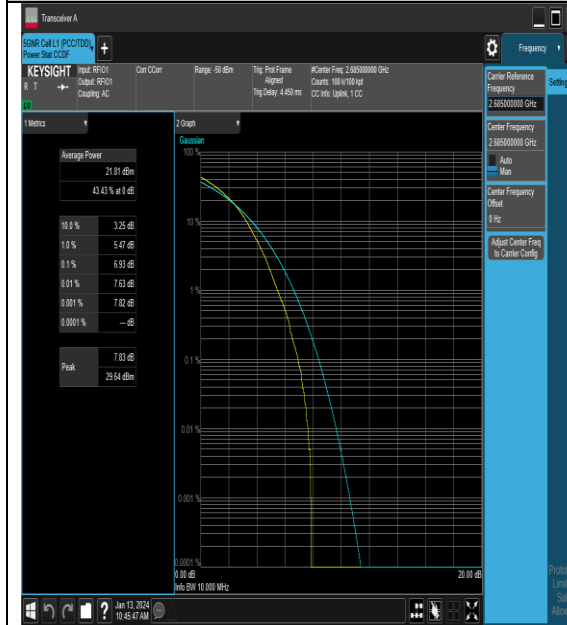 Transceiver A
5GNR Cell L1 (PCC/TDD),
Power Stat CCDF
Frequency
KEYSIGHT
R T
LV
Input: RFIO1
Output: RFIO1
Coupling: AC
Corr CCorr
Range: -50 dBm
Trig: Prot Frame
Aligned
Trig Delay: 4.450 ms
#Center Freq: 2.685000000 GHz
Counts: 100 k/100 kpt
CC Info: Uplink, 1 CC
Carrier Reference
Frequency
2.685000000 GHz
Center Frequency
2.685000000 GHz
Auto
Man
Center Frequency
Offset
0 Hz
Adjust Center Freq
to Carrier Config
1 Metrics
Average Power
21.81 dBm
43.43 % at 0 dB
10.0 % 3.25 dB
1.0 % 5.47 dB
0.1 % 6.93 dB
0.01 % 7.63 dB
0.001 % 7.82 dB
0.0001 % --- dB
Peak
7.83 dB
29.64 dBm
2 Graph
Gaussian
100 %
10 %
1 %
0.1 %
0.01 %
0.001 %
0.0001 %
0.00 dB
20.00 dB
Info BW 10.000 MHz
?
Jan 13, 2024
10:45:47 AM